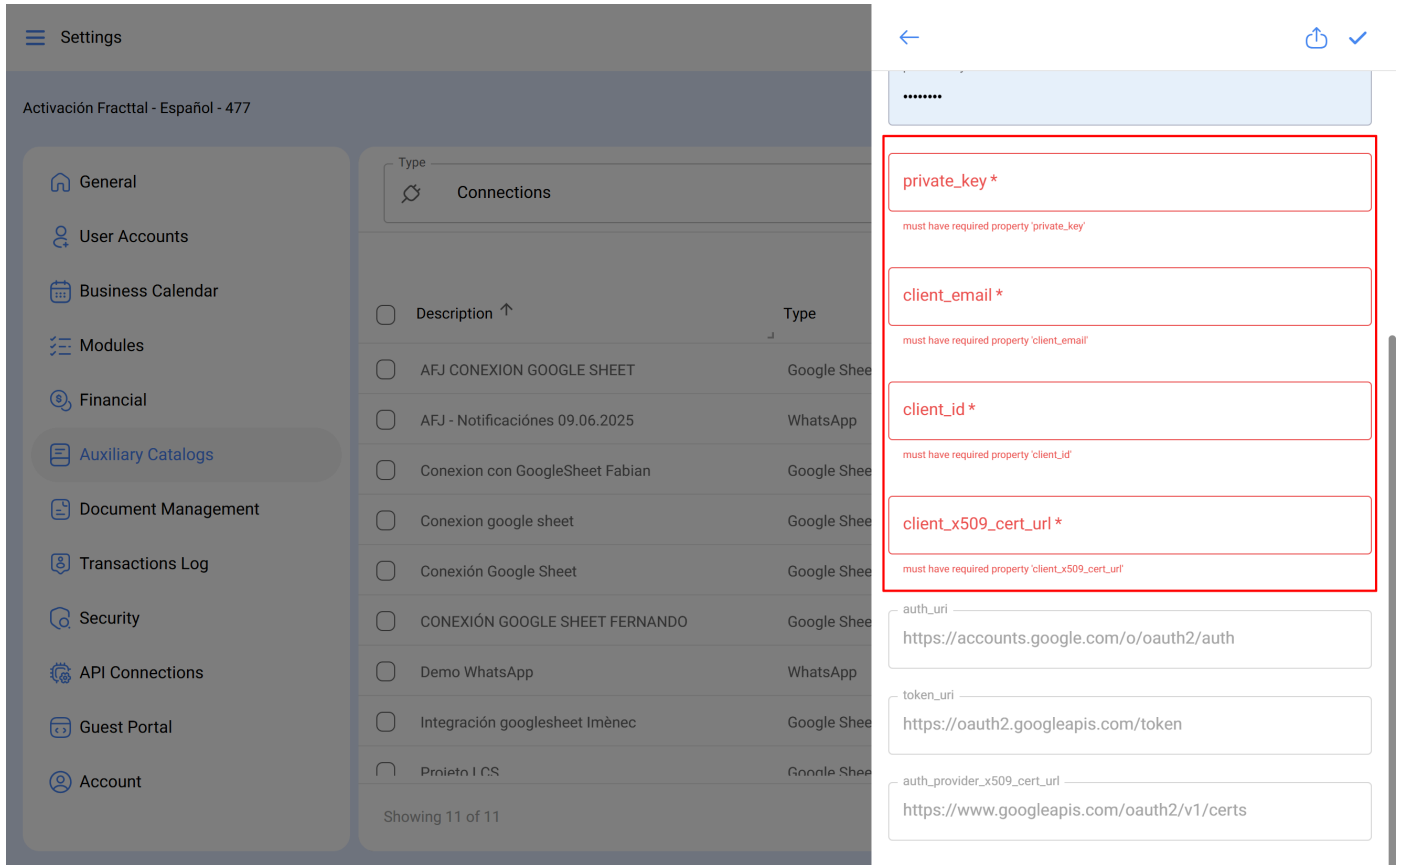 Settings
Activación Fracttal - Español - 477
General
User Accounts
Business Calendar
Modules
Financial
Auxiliary Catalogs
Document Management
Transactions Log
Security
API Connections
Guest Portal
Account
Type
Connections
Description Type
AFJ CONEXION GOOGLE SHEET Google Shee
AFJ - Notificaciónes 09.06.2025 WhatsApp
Conexion con GoogleSheet Fabian Google Shee
Conexion google sheet Google Shee
Conexión Google Sheet Google Shee
CONEXIÓN GOOGLE SHEET FERNANDO Google Shee
Demo WhatsApp WhatsApp
Integración googlesheet Imènec Google Shee
Projeto LCS Google Shee
Showing 11 of 11
••••••••
private_key *
must have required property 'private_key'
client_email *
must have required property 'client_email'
client_id *
must have required property 'client_id'
client_x509_cert_url *
must have required property 'client_x509_cert_url'
auth_uri
https://accounts.google.com/o/oauth2/auth
token_uri
https://oauth2.googleapis.com/token
auth_provider_x509_cert_url
https://www.googleapis.com/oauth2/v1/certs